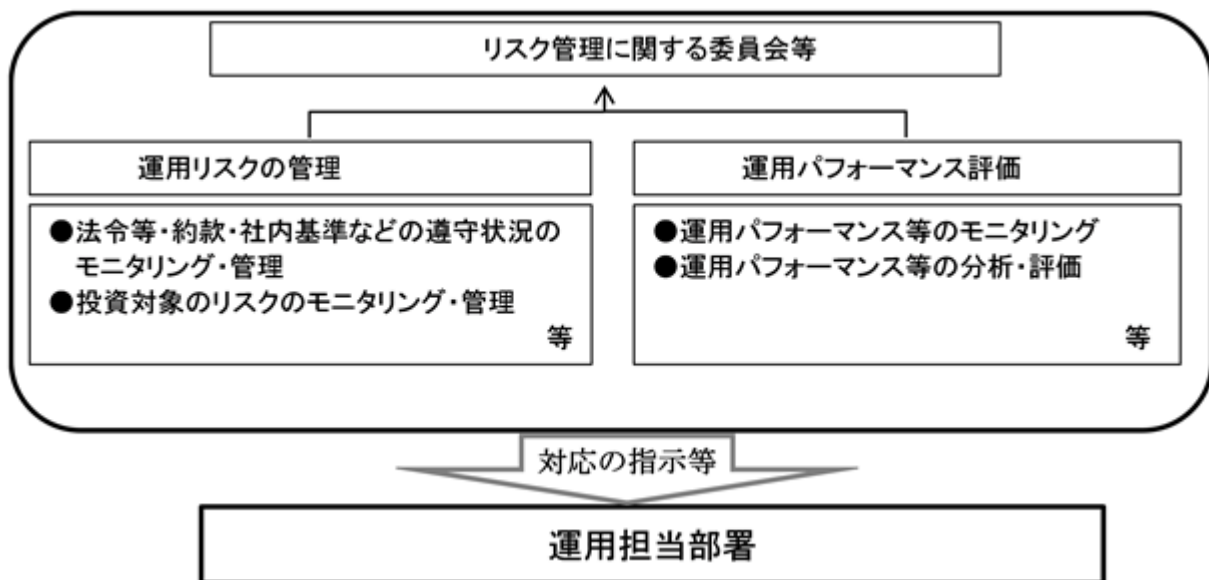 リスク管理に関する委員会等
運用リスクの管理
●法令等・約款・社内基準などの遵守状況の
モニタリング・管理
●投資対象のリスクのモニタリング・管理
等
運用パフォーマンス評価
●運用パフォーマンス等のモニタリング
●運用パフォーマンス等の分析・評価
等
対応の指示等
運用担当部署